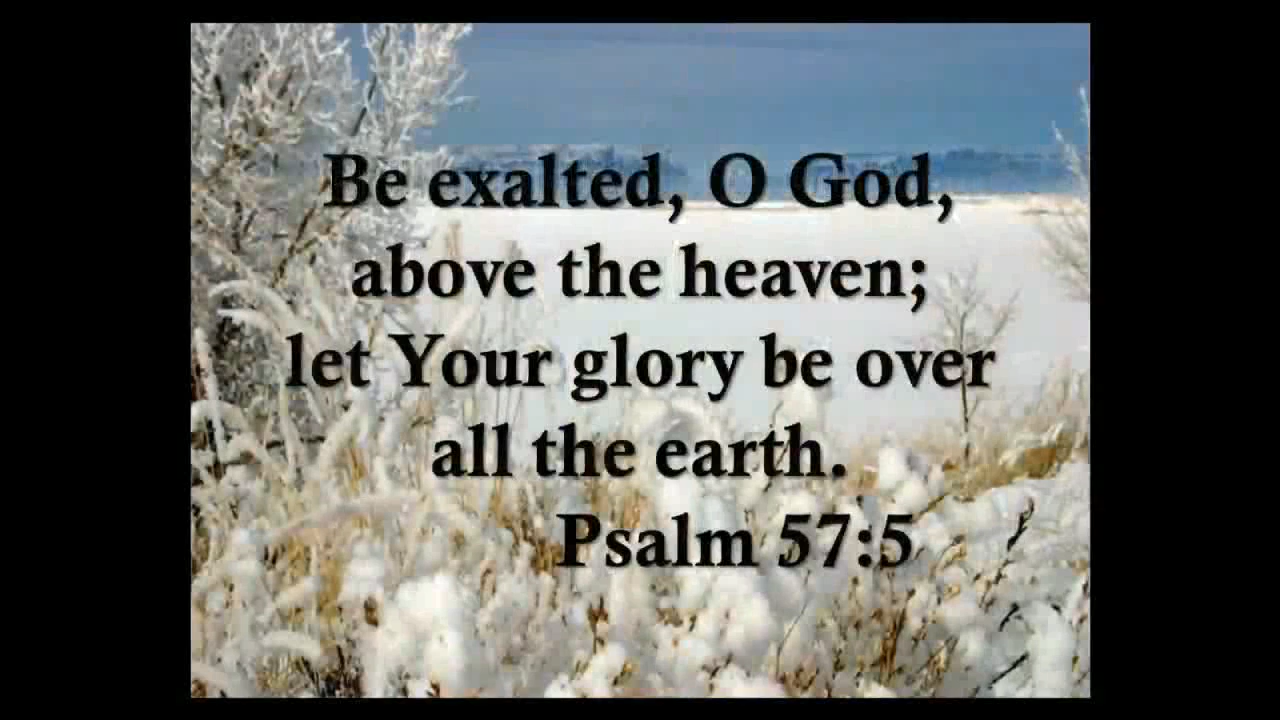 Be exalted, O God,
above the heaven;
let Your glory be over
all the earth.
Psalm 57:5